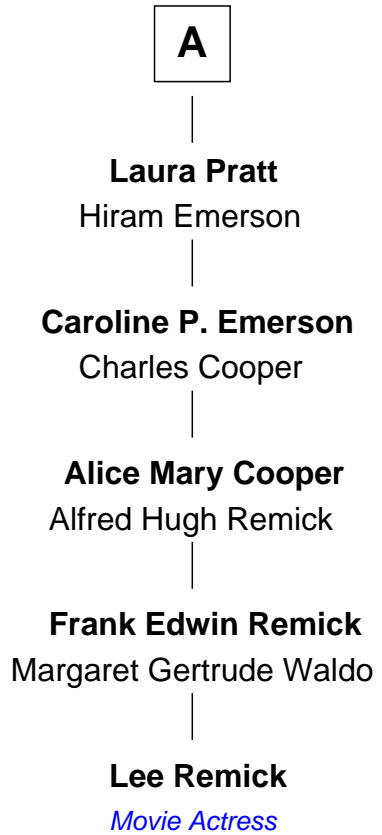 A
Laura Pratt
Hiram Emerson
Caroline P. Emerson
Charles Cooper
Alice Mary Cooper
Alfred Hugh Remick
Frank Edwin Remick
Margaret Gertrude Waldo
Lee Remick
Movie Actress